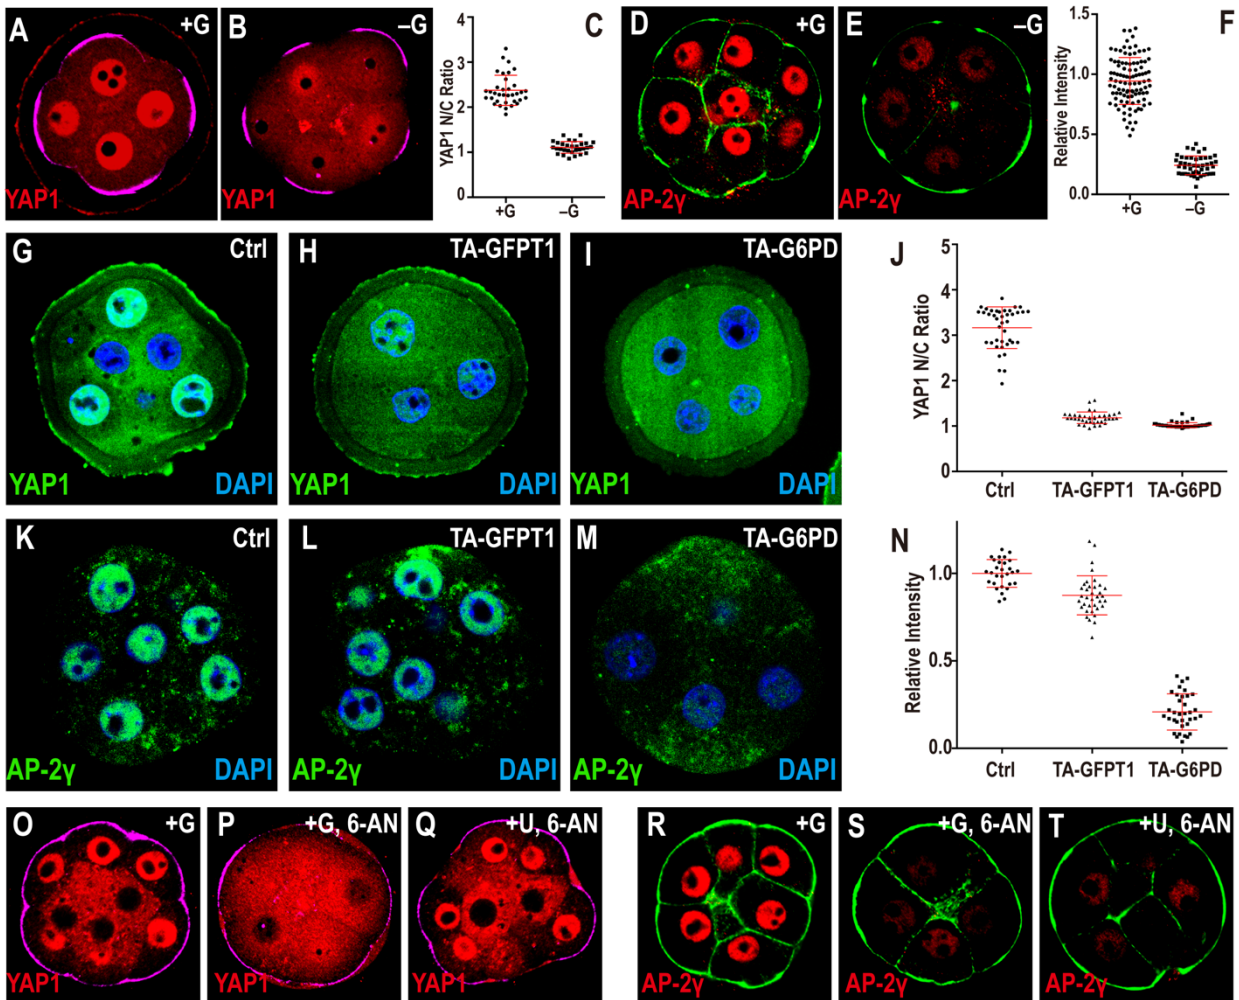 A +G YAP1
B –G YAP1
C
YAP1 N/C Ratio
4
3
2
1
0
+G –G
D +G AP-2γ
E –G AP-2γ
F
Relative Intensity
1.5
1.0
0.5
0.0
+G –G
G Ctrl
YAP1 DAPI
H TA-GFPT1
YAP1 DAPI
I TA-G6PD
YAP1 DAPI
J
YAP1 N/C Ratio
5
4
3
2
1
0
Ctrl TA-GFPT1 TA-G6PD
K Ctrl
AP-2γ DAPI
L TA-GFPT1
AP-2γ DAPI
M TA-G6PD
AP-2γ DAPI
N
Relative Intensity
1.0
0.5
0.0
Ctrl TA-GFPT1 TA-G6PD
O +G
YAP1
P +G, 6-AN
YAP1
Q +U, 6-AN
YAP1
R +G
AP-2γ
S +G, 6-AN
AP-2γ
T +U, 6-AN
AP-2γ